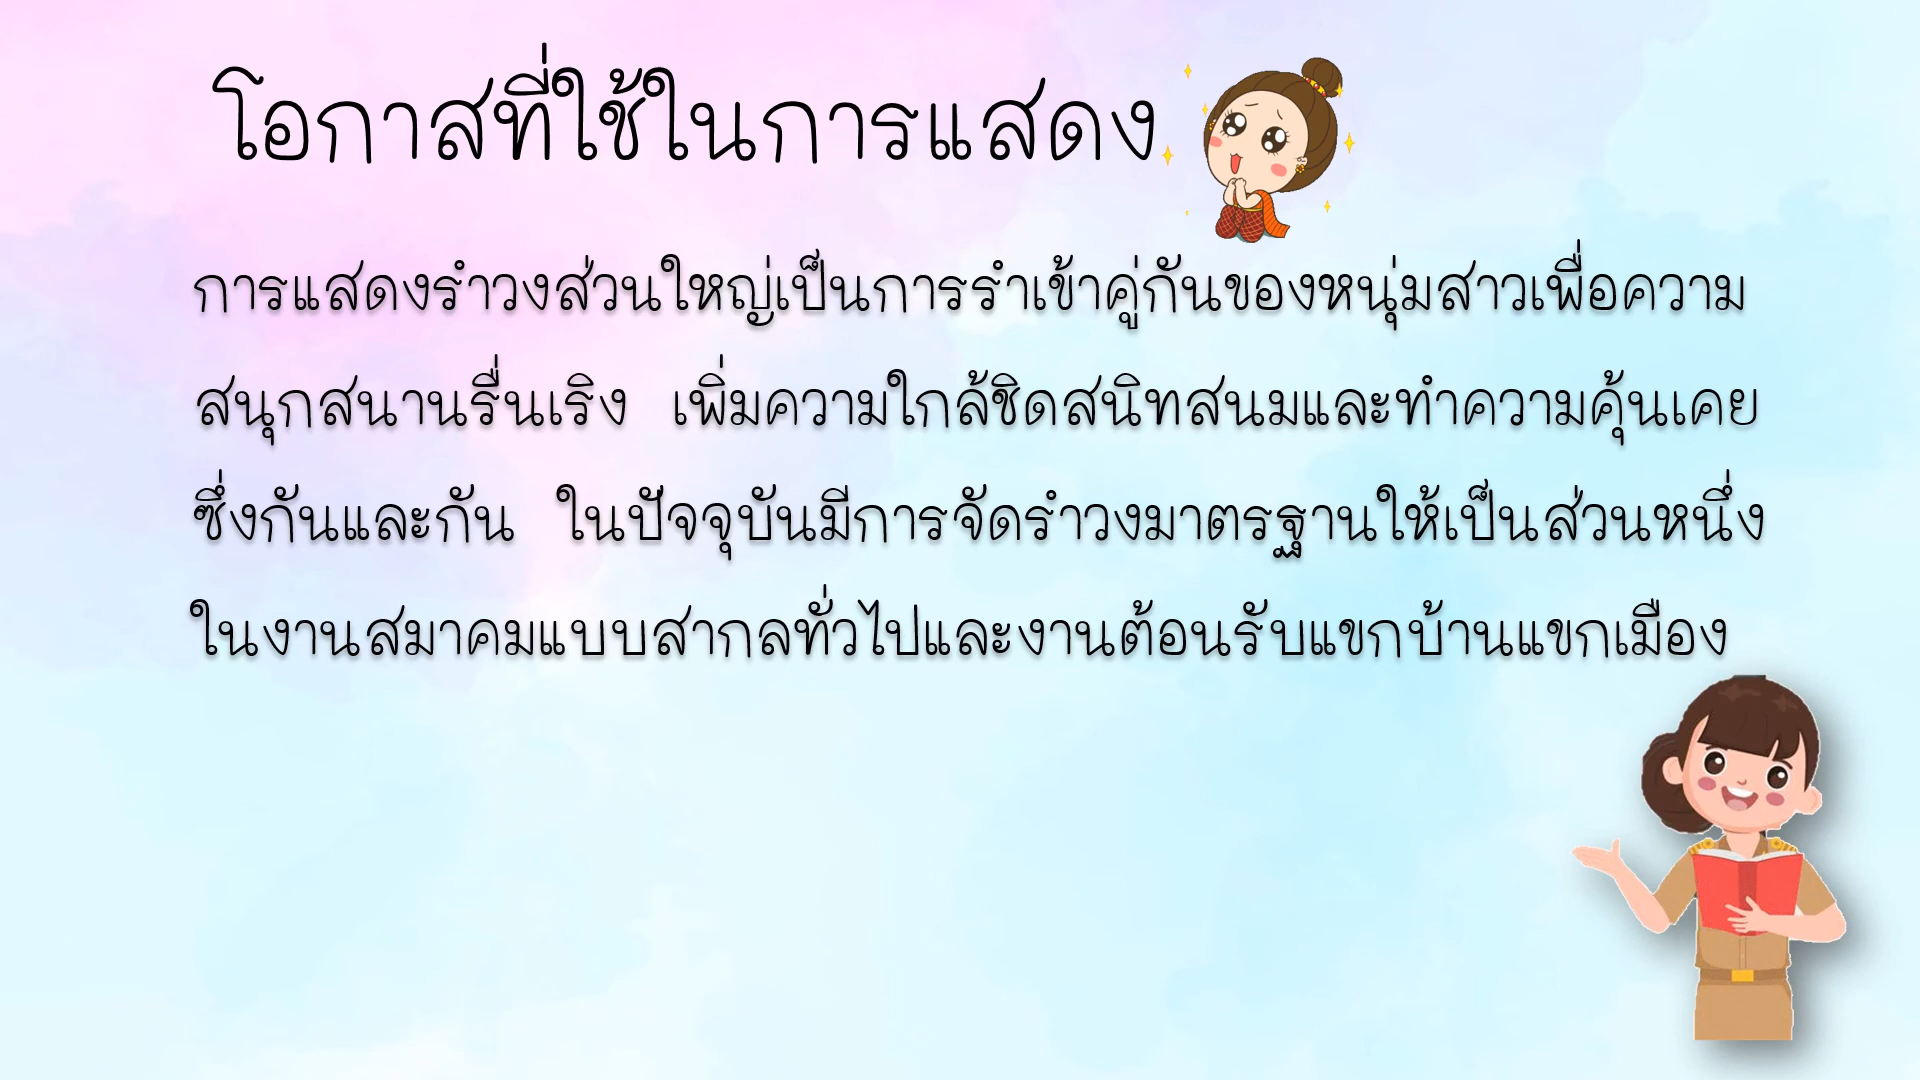 โอกาสที่ใช้ในการแสดง
การแสดงรำวงส่วนใหญ่เป็นการรำเข้าคู่กันของหนุ่มสาวเพื่อความ
สนุกสนานรื่นเริง เพิ่มความใกล้ชิดสนิทสนมและทำความคุ้นเคย
ซึ่งกันและกัน ในปัจจุบันมีการจัดรำวงมาตรฐานให้เป็นส่วนหนึ่ง
ในงานสมาคมแบบสากลทั่วไปและงานต้อนรับแขกบ้านแขกเมือง